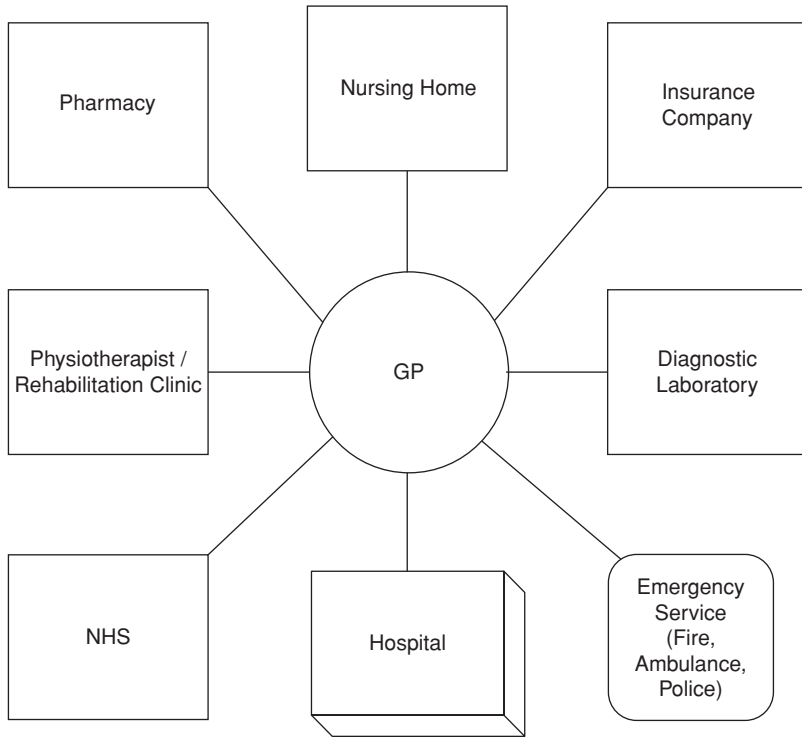 Pharmacy
Nursing Home
Insurance
Company
Physiotherapist /
Rehabilitation Clinic
GP
Diagnostic
Laboratory
NHS
Hospital
Emergency
Service
(Fire,
Ambulance,
Police)